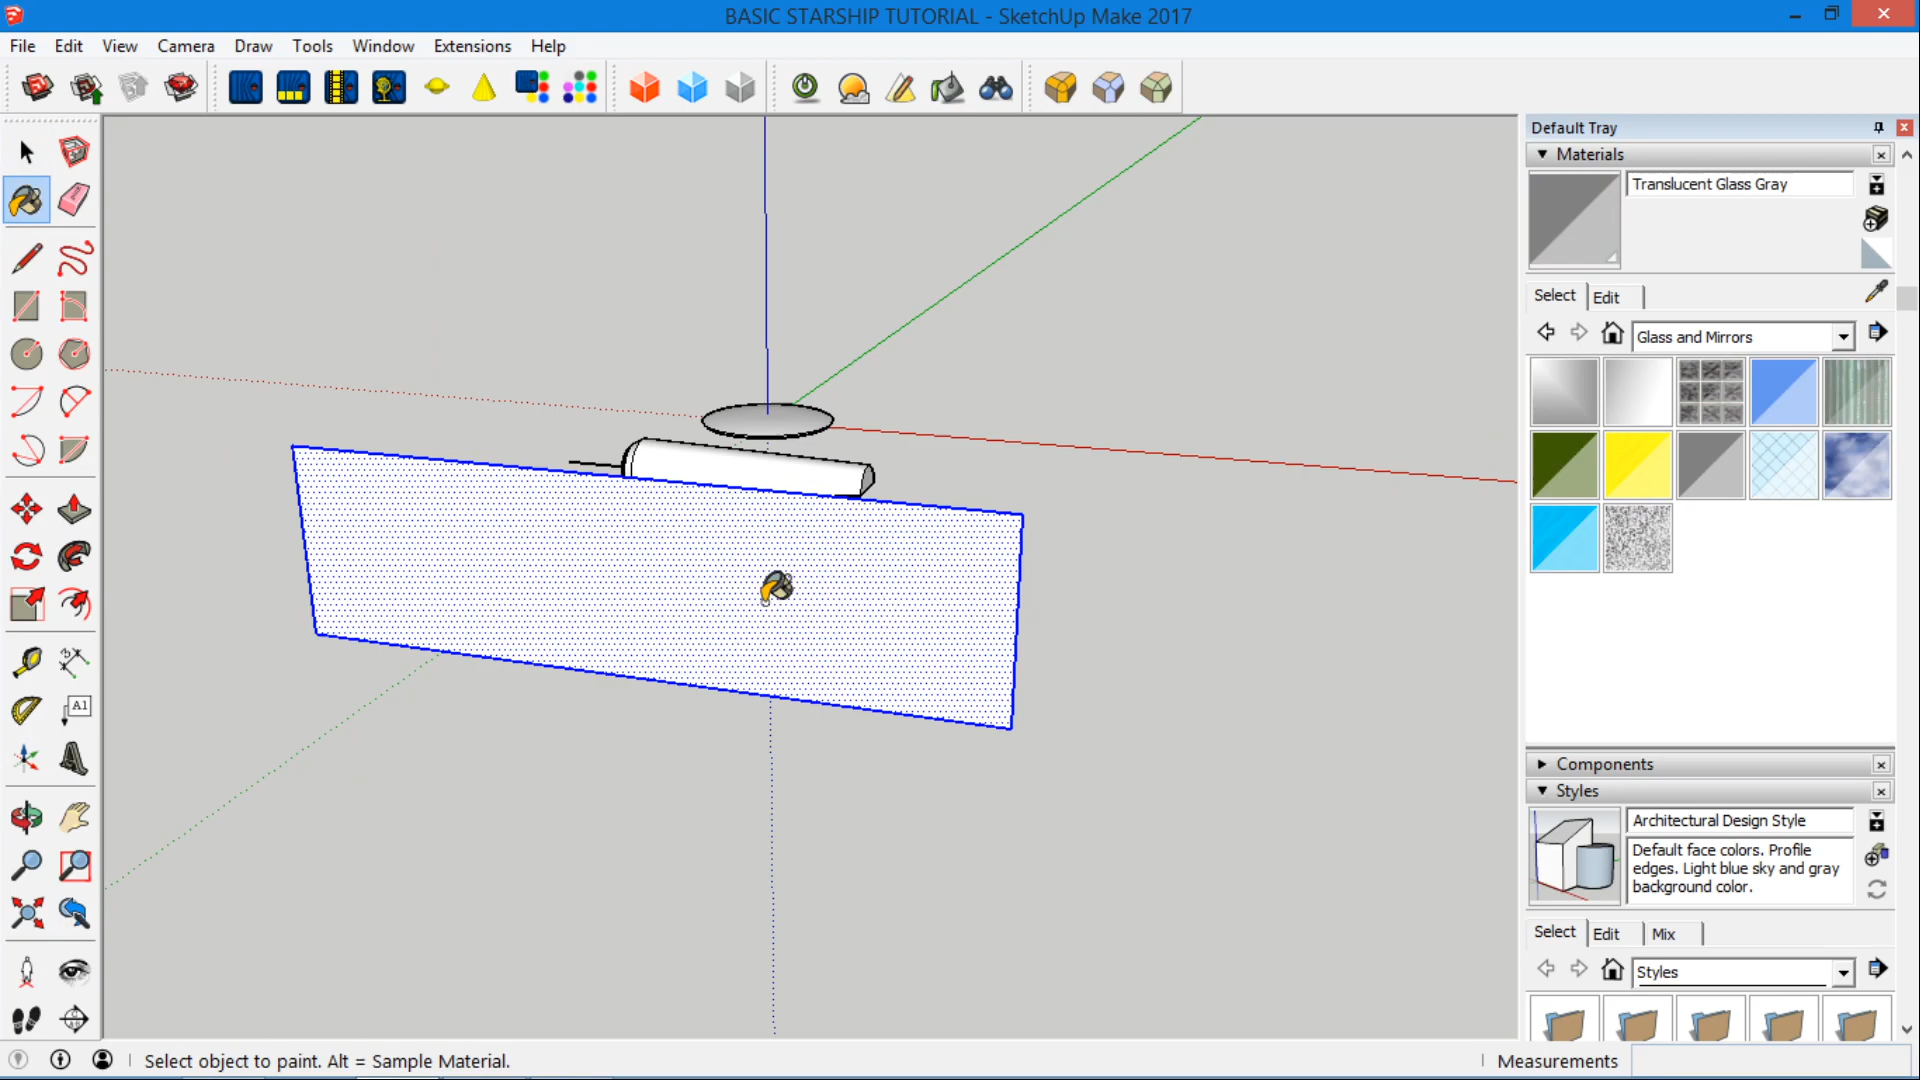 BASIC STARSHIP TUTORIAL - SketchUp Make 2017
File Edit View Camera Draw Tools Window Extensions Help
Default Tray
Materials
Translucent Glass Gray
Select Edit
Glass and Mirrors
A1
Components
Styles
Architectural Design Style
Default face colors. Profile
edges. Light blue sky and gray
background color.
Select Edit Mix
Styles
Select object to paint. Alt = Sample Material.
Measurements